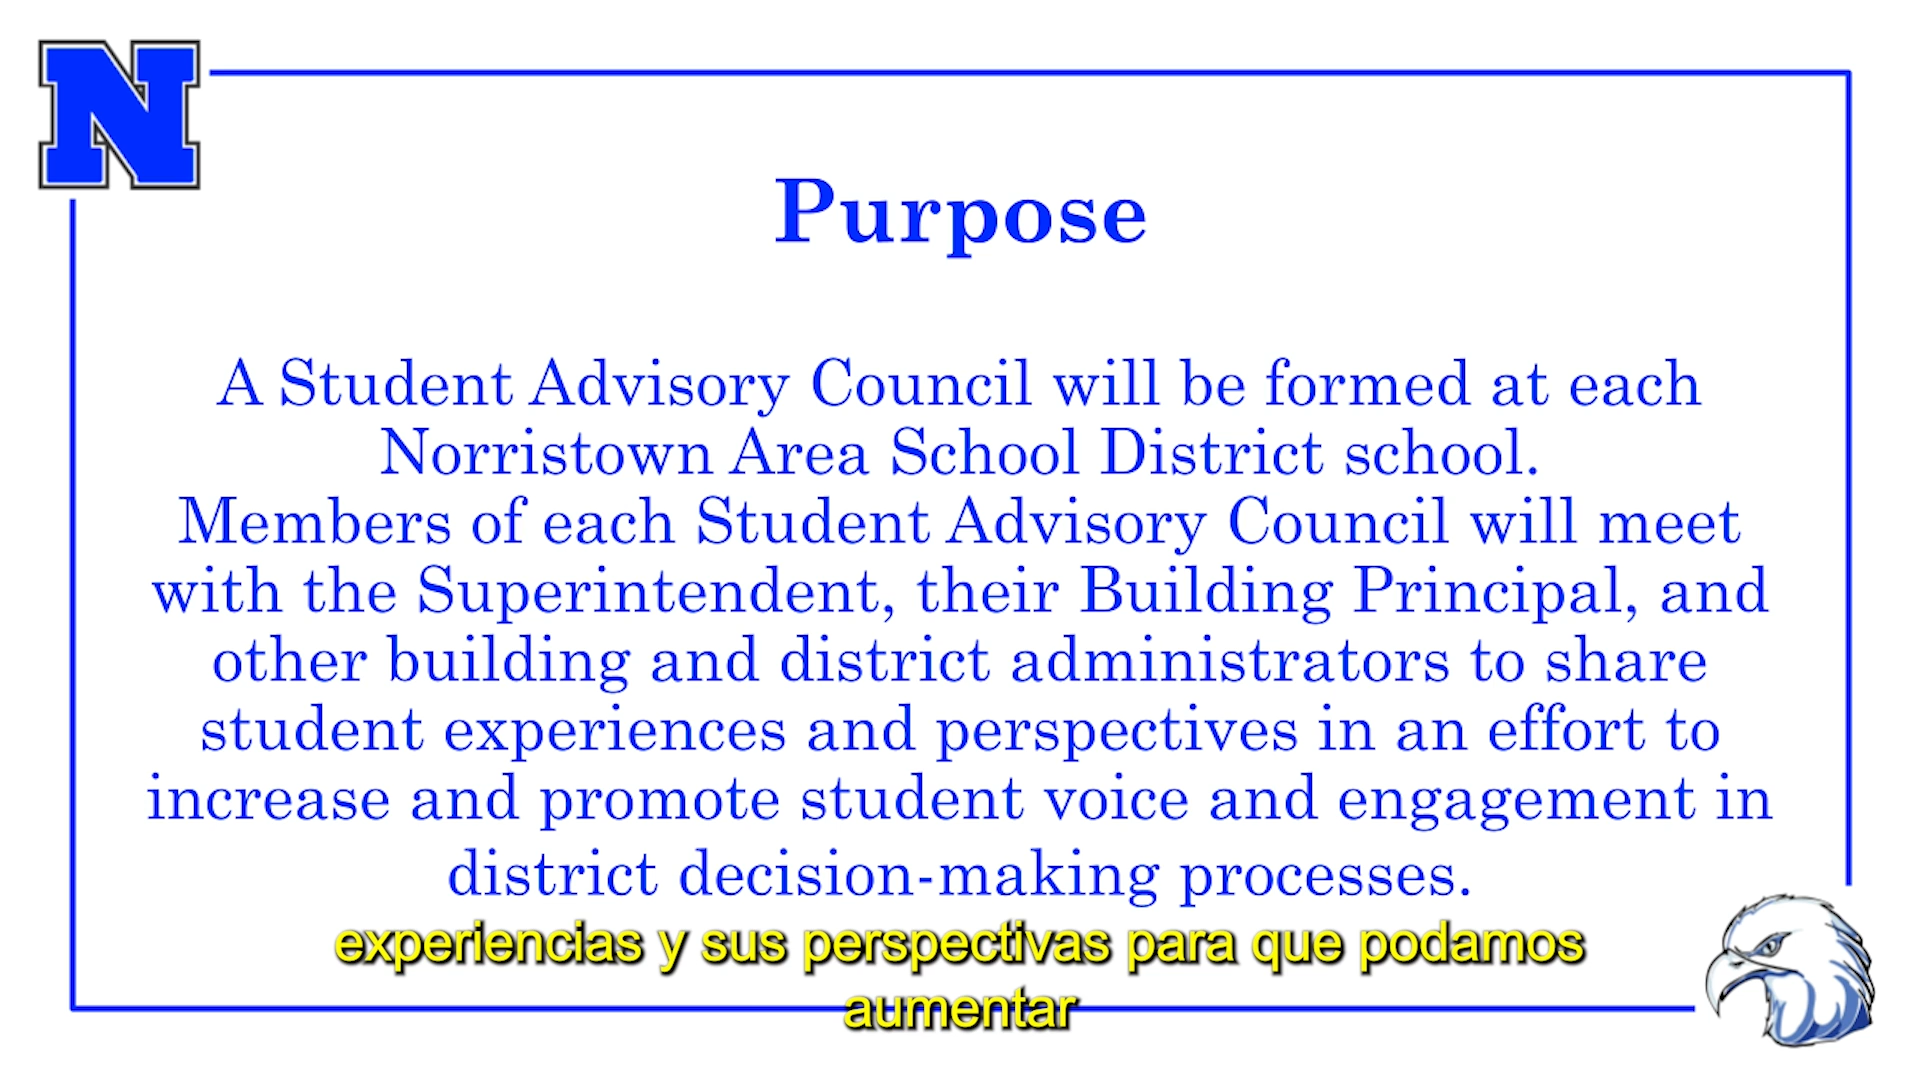 N
Purpose
A Student Advisory Council will be formed at each
Norristown Area School District school.
Members of each Student Advisory Council will meet
with the Superintendent, their Building Principal, and
other building and district administrators to share
student experiences and perspectives in an effort to
increase and promote student voice and engagement in
district decision-making processes.
experiencias y sus perspectivas para que podamos
aumentar